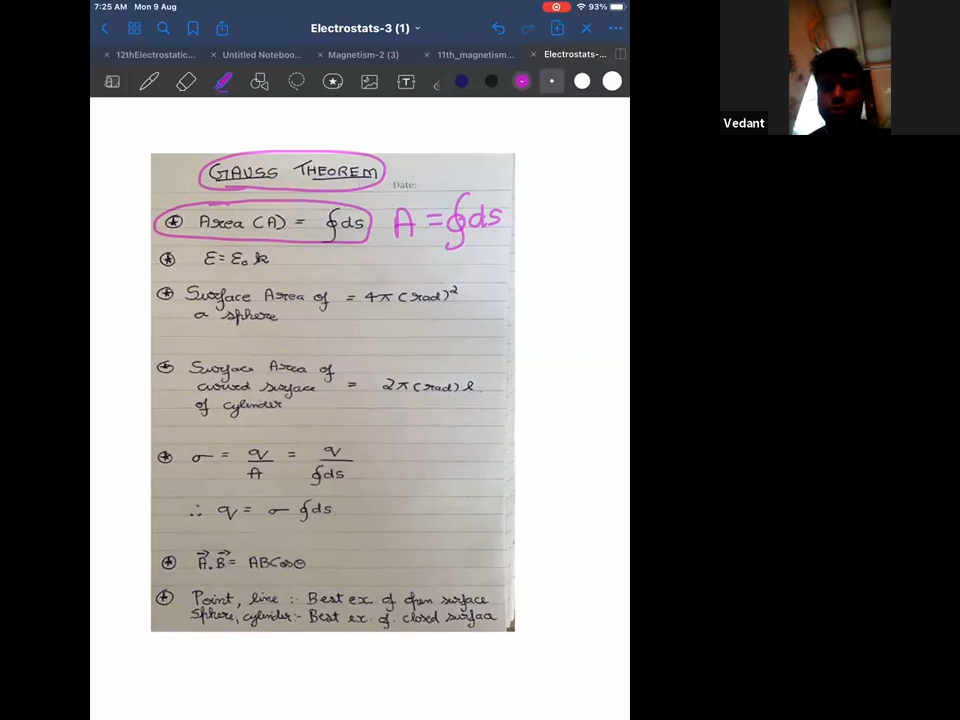 7:25 AM Mon 9 Aug
93%
Electrostats-3 (1)
12thElectrostatic...
Untitled Noteboo...
Magnetism-2 (3)
11th_magnetism...
Electrostats-...
Vedant
GAUSS THEOREM
Date:
Area (A) = ∮ds A = ∮ds
ε = ε₀ k
Surface Area of = 4π (rad)²
a sphere
Surface Area of
curved surface = 2π (rad) l.
of cylinder
σ = q/A = q/∮ds
∴ q = σ ∮ds
A⃗.B⃗ = ABCosθ
Point, line :- Best ex. of open surface
Sphere, cylinder:- Best ex. of closed surface